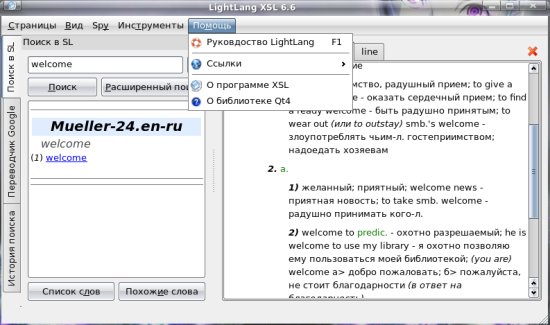 LightLang XSL 6.6
Страницы Вид Spy Инструменты Помощь
Поиск в SL
welcome
Поиск Расширенный пои
Mueller-24.en-ru
welcome
(1) welcome
Список слов Похожие слова
Поиск в SL
Переводчик Google
История поиска
Руководство LightLang F1
Ссылки
О программе XSL
О библиотеке Qt4
line
ие
мство, радушный прием; to give a
e - оказать сердечный прием; to find
a ready welcome - быть радушно принятым; to
wear out (или to outstay) smb.'s welcome -
злоупотреблять чьим-л. гостеприимством;
надоедать хозяевам
2. a.
1) желанный; приятный; welcome news -
приятная новость; to take smb. welcome -
радушно принимать кого-л.
2) welcome to predic. - охотно разрешаемый; he is
welcome to use my library - я охотно позволяю
ему пользоваться моей библиотекой; (you are)
welcome а> добро пожаловать; б> пожалуйста,
не стоит благодарности (в ответ на
благодарность)